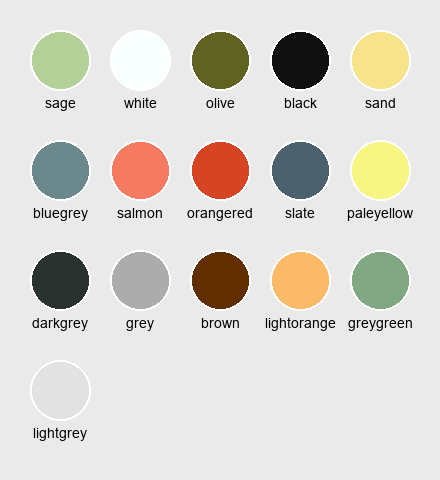 sage white olive black sand
bluegrey salmon orangered slate paleyellow
darkgrey grey brown lightorange greygreen
lightgrey